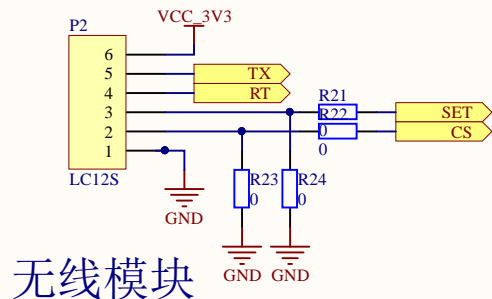 VCC_3V3
P2
6
5 TX
4 RT
3 R21 SET
0
2 R22 CS
0
1
LC12S
R23 R24
0 0
GND
GND GND
无线模块